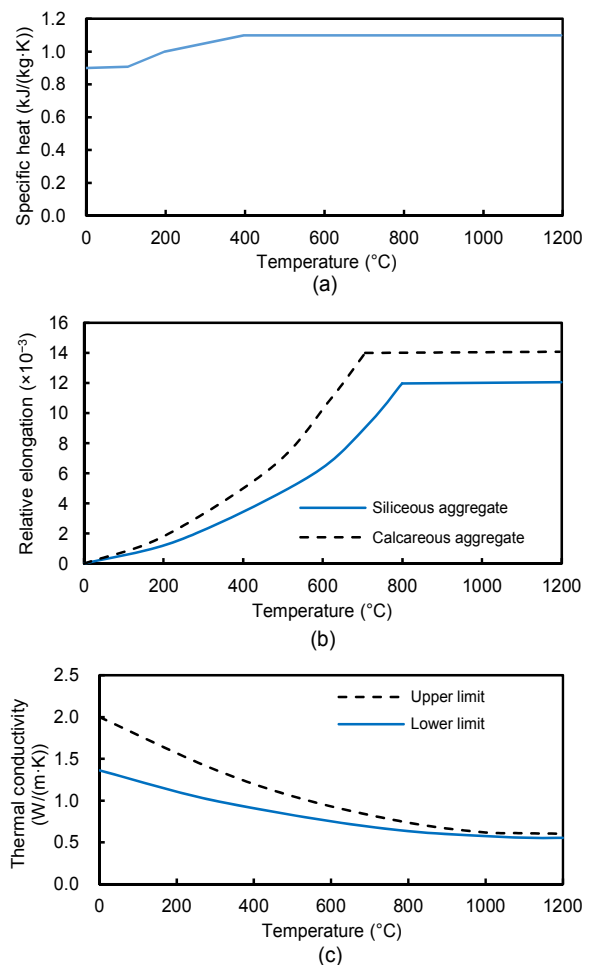 Specific heat (kJ/(kg·K))
1.2
1.0
0.8
0.6
0.4
0.2
0.0
0 200 400 600 800 1000 1200
Temperature (°C)
(a)
Relative elongation (×10⁻³)
16
14
12
10
8
6
4
2
0
Siliceous aggregate
Calcareous aggregate
0 200 400 600 800 1000 1200
Temperature (°C)
(b)
Thermal conductivity
(W/(m·K))
2.5
2.0
1.5
1.0
0.5
0.0
Upper limit
Lower limit
0 200 400 600 800 1000 1200
Temperature (°C)
(c)